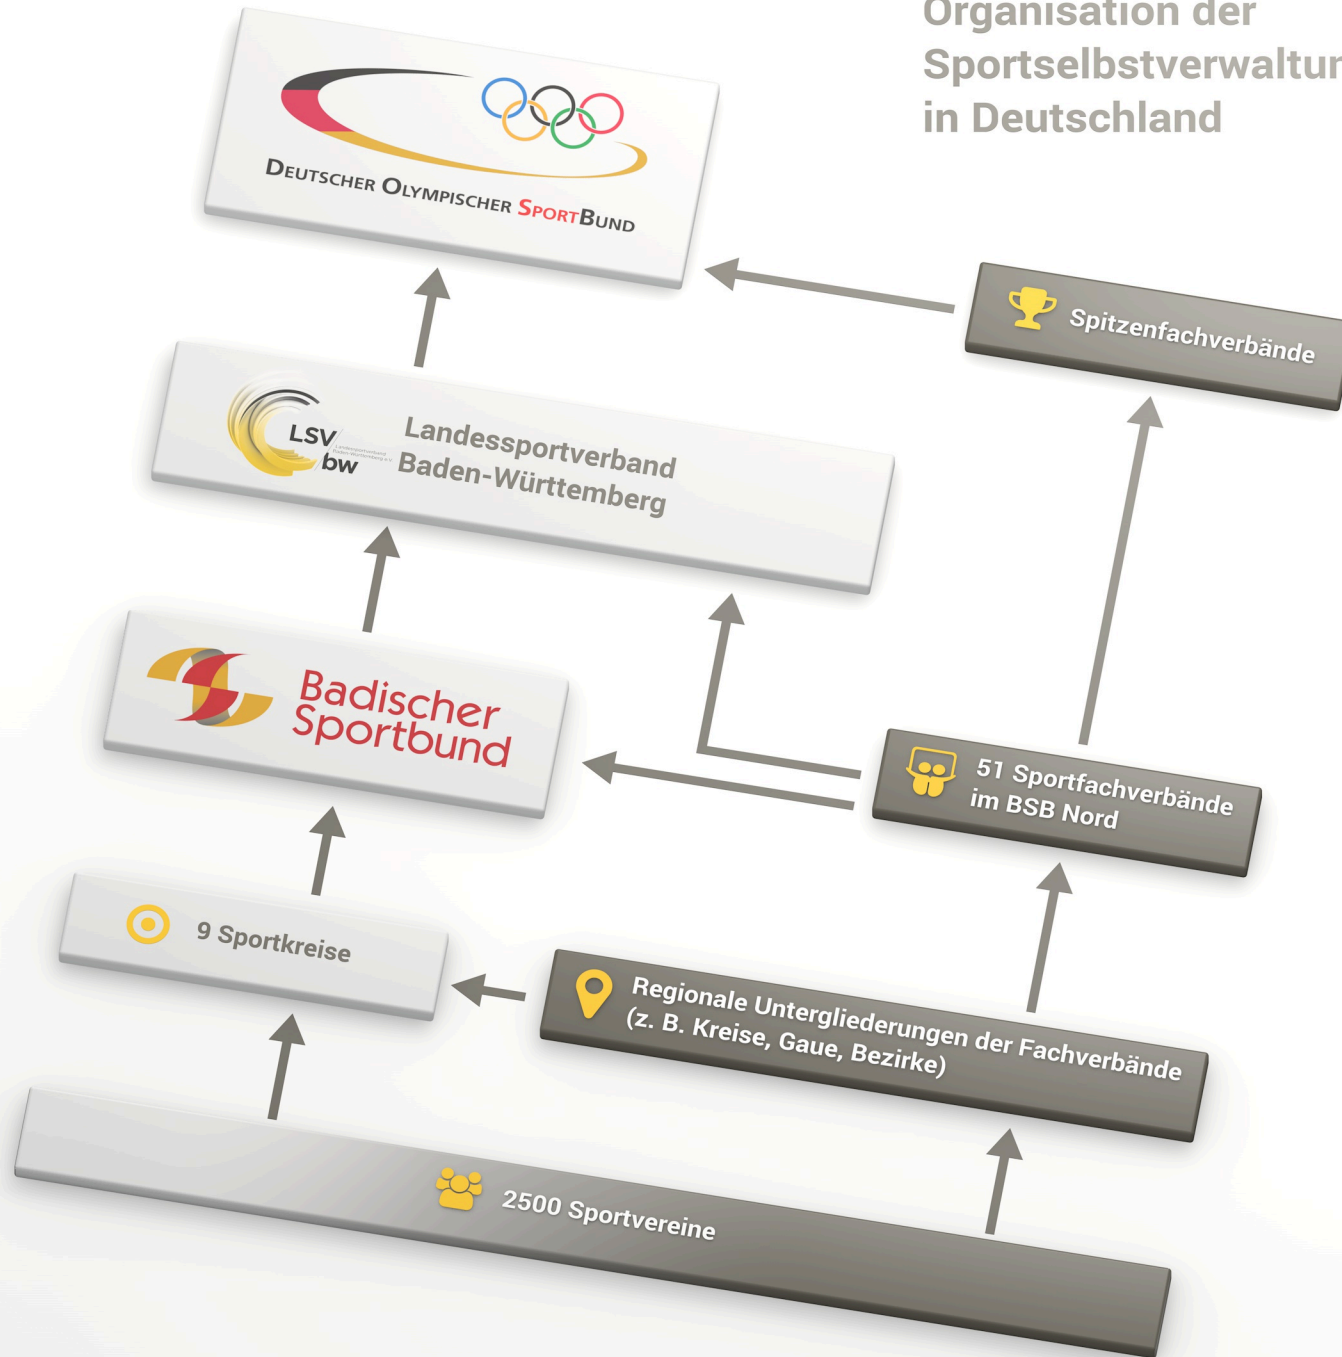 Organisation der
Sportselbstverwaltun
in Deutschland
DEUTSCHER OLYMPISCHER SPORTBUND
Spitzenfachverbände
LSV
bw
Landessportverband
Baden-Württemberg
Badischer
Sportbund
51 Sportfachverbände
im BSB Nord
9 Sportkreise
Regionale Untergliederungen der Fachverbände
(z. B. Kreise, Gaue, Bezirke)
2500 Sportvereine